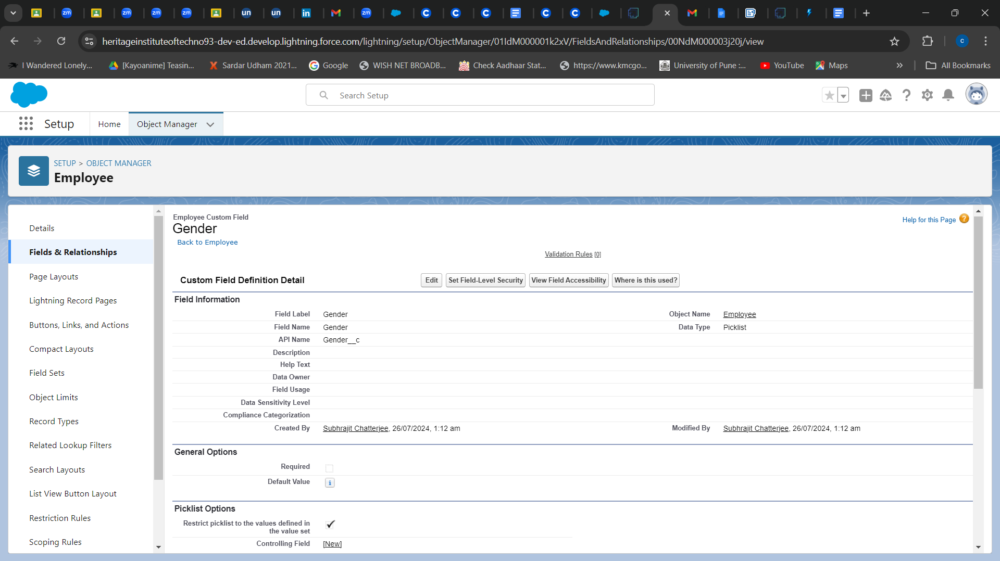 heritageinstituteoftechno93-dev-ed.develop.lightning.force.com/lightning/setup/ObjectManager/01IdM000001k2xV/FieldsAndRelationships/00NdM000003j20j/view
I Wandered Lonely... [Kayoanime] Teasin... Sardar Udham 2021... Google WISH NET BROADB... Check Aadhaar Stat... https://www.kmcgo... University of Pune :... YouTube Maps » All Bookmarks
Search Setup
Setup Home Object Manager
SETUP > OBJECT MANAGER
Employee
Details
Fields & Relationships
Page Layouts
Lightning Record Pages
Buttons, Links, and Actions
Compact Layouts
Field Sets
Object Limits
Record Types
Related Lookup Filters
Search Layouts
List View Button Layout
Restriction Rules
Scoping Rules
Employee Custom Field
Gender
Back to Employee
Help for this Page
Validation Rules [0]
Custom Field Definition Detail Edit Set Field-Level Security View Field Accessibility Where is this used?
Field Information
Field Label Gender Object Name Employee
Field Name Gender Data Type Picklist
API Name Gender__c
Description
Help Text
Data Owner
Field Usage
Data Sensitivity Level
Compliance Categorization
Created By Subhrajit Chatterjee, 26/07/2024, 1:12 am Modified By Subhrajit Chatterjee, 26/07/2024, 1:12 am
General Options
Required
Default Value
Picklist Options
Restrict picklist to the values defined in
the value set
Controlling Field [New]